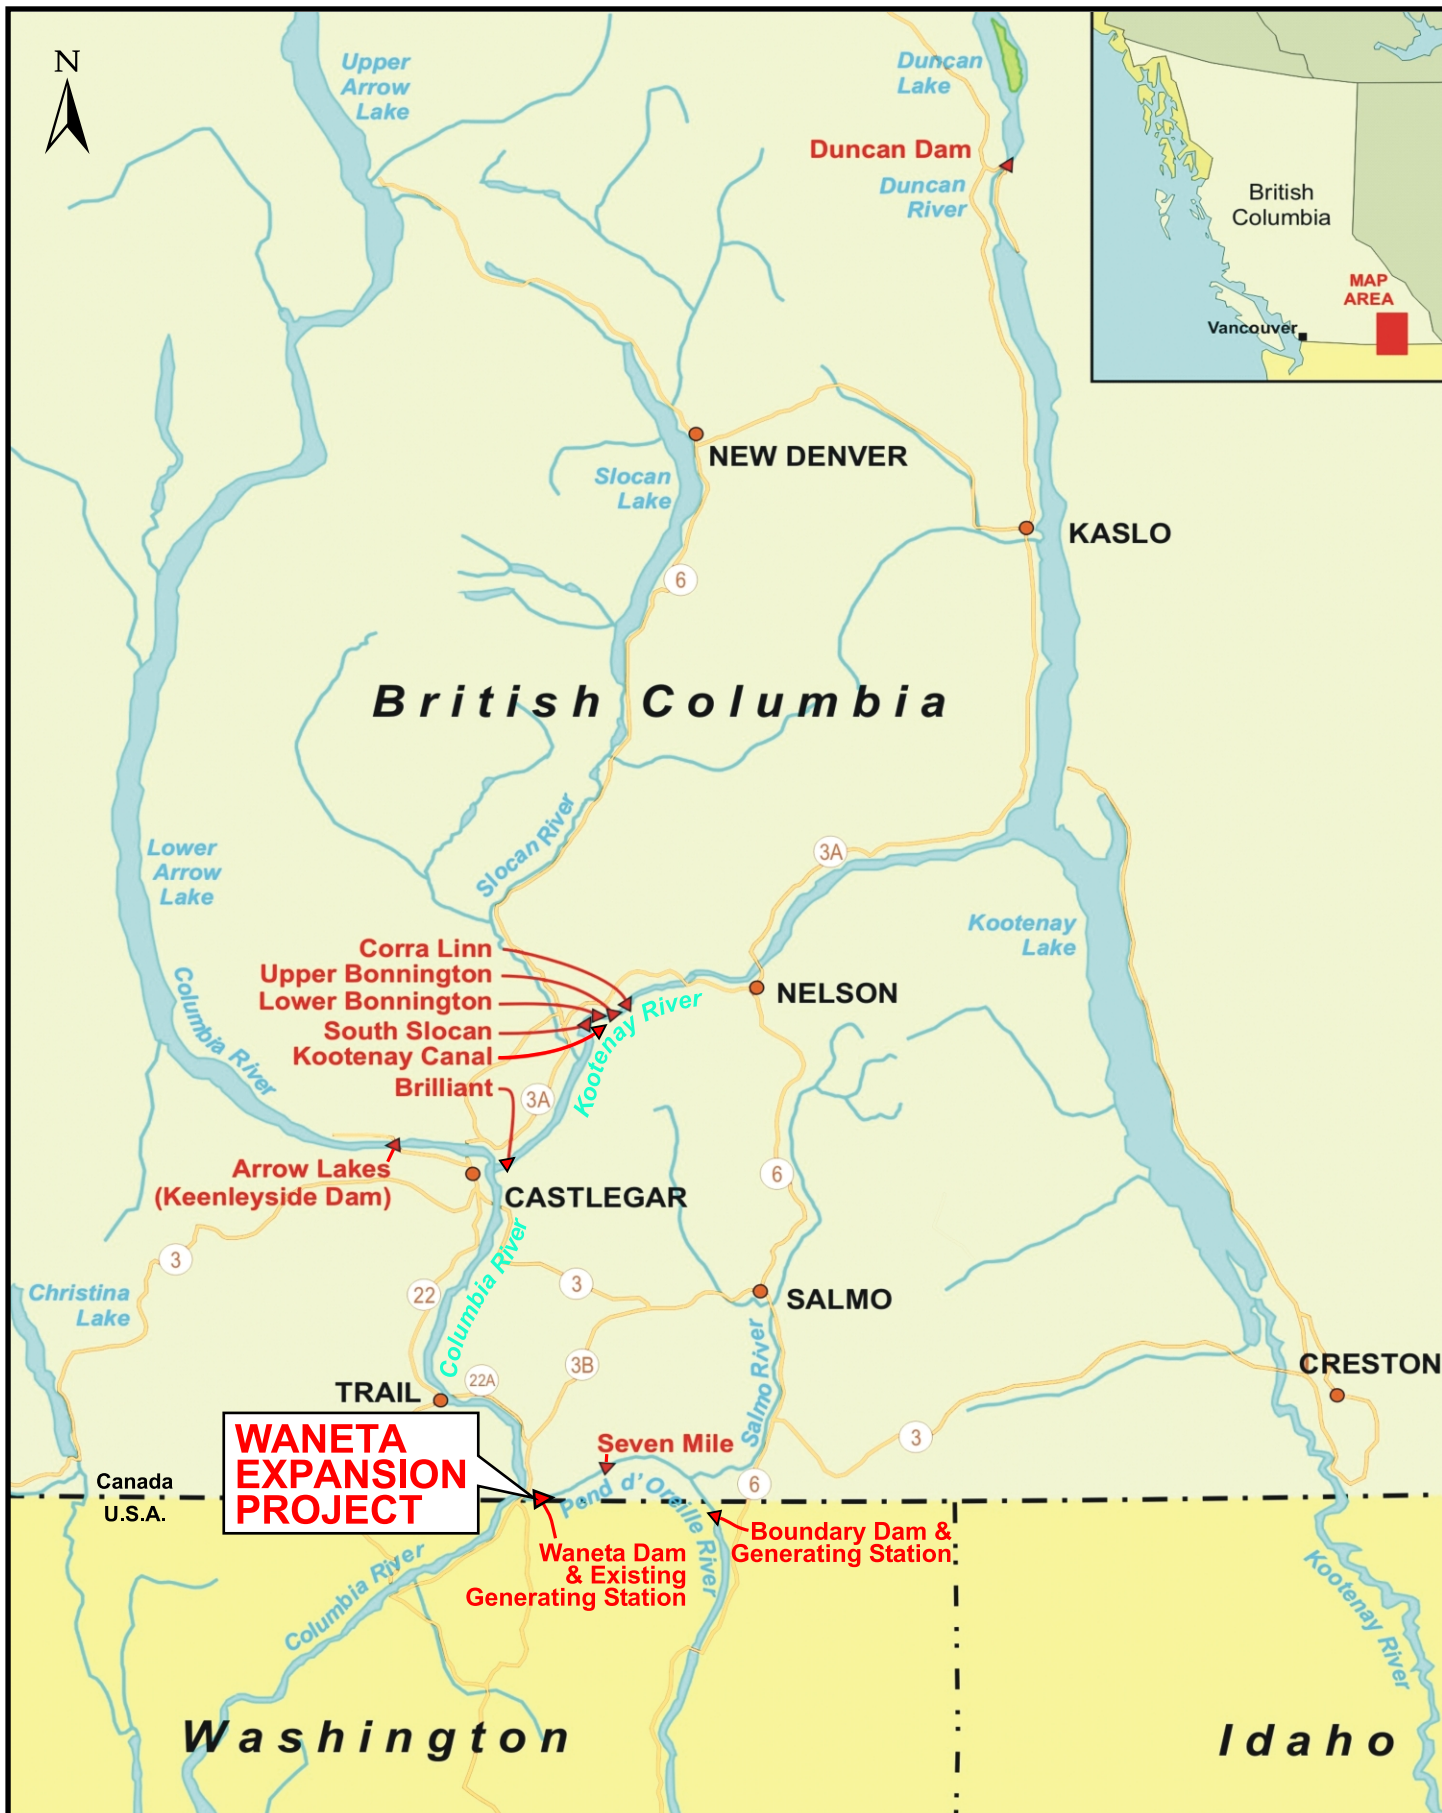 N
Upper
Arrow
Lake
Duncan
Lake
Duncan Dam
Duncan
River
British
Columbia
MAP
AREA
Vancouver
NEW DENVER
Slocan
Lake
KASLO
6
British Columbia
Slocan River
Lower
Arrow
Lake
3A
Kootenay
Lake
Columbia River
Corra Linn
Upper Bonnington
Lower Bonnington
South Slocan
Kootenay Canal
Brilliant
Kootenay River
NELSON
3A
Arrow Lakes
(Keenleyside Dam)
CASTLEGAR
6
3
Columbia River
22
3
Christina
Lake
SALMO
Salmo River
3B
22A
TRAIL
CRESTON
3
WANETA
EXPANSION
PROJECT
Seven Mile
6
Canada
U.S.A.
Pend d' Oreille River
Boundary Dam &
Generating Station
Waneta Dam
& Existing
Generating Station
Columbia River
Kootenay River
Washington
Idaho